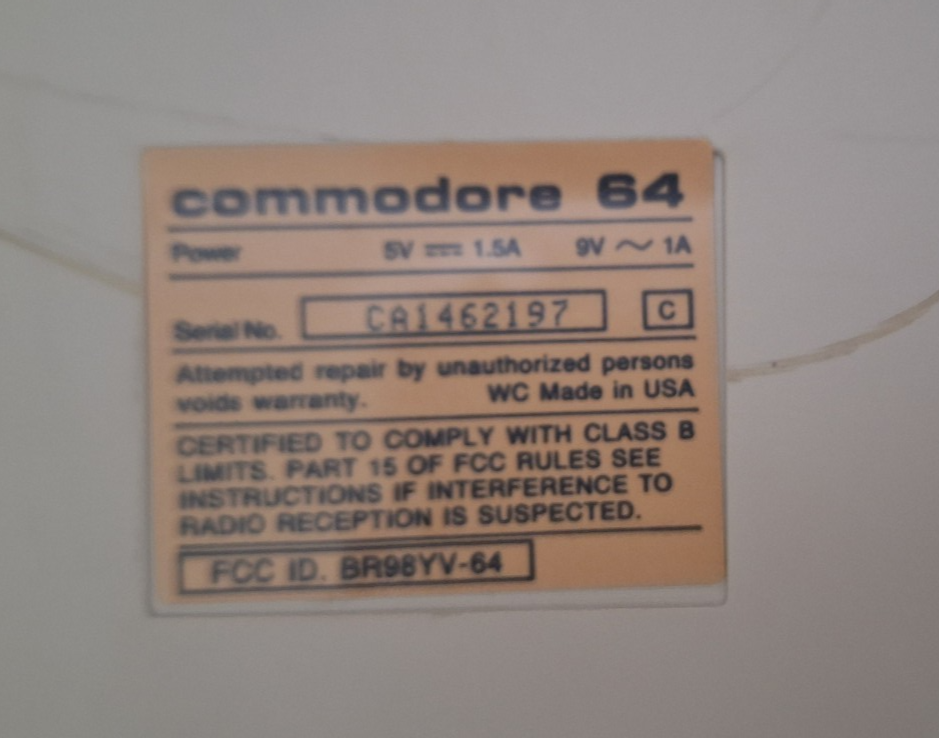 commodore 64
Power 5V ⎓ 1.5A 9V ∼ 1A
Serial No. CA1462197 C
Attempted repair by unauthorized persons
voids warranty. WC Made in USA
CERTIFIED TO COMPLY WITH CLASS B
LIMITS. PART 15 OF FCC RULES SEE
INSTRUCTIONS IF INTERFERENCE TO
RADIO RECEPTION IS SUSPECTED.
FCC ID. BR98YV-64